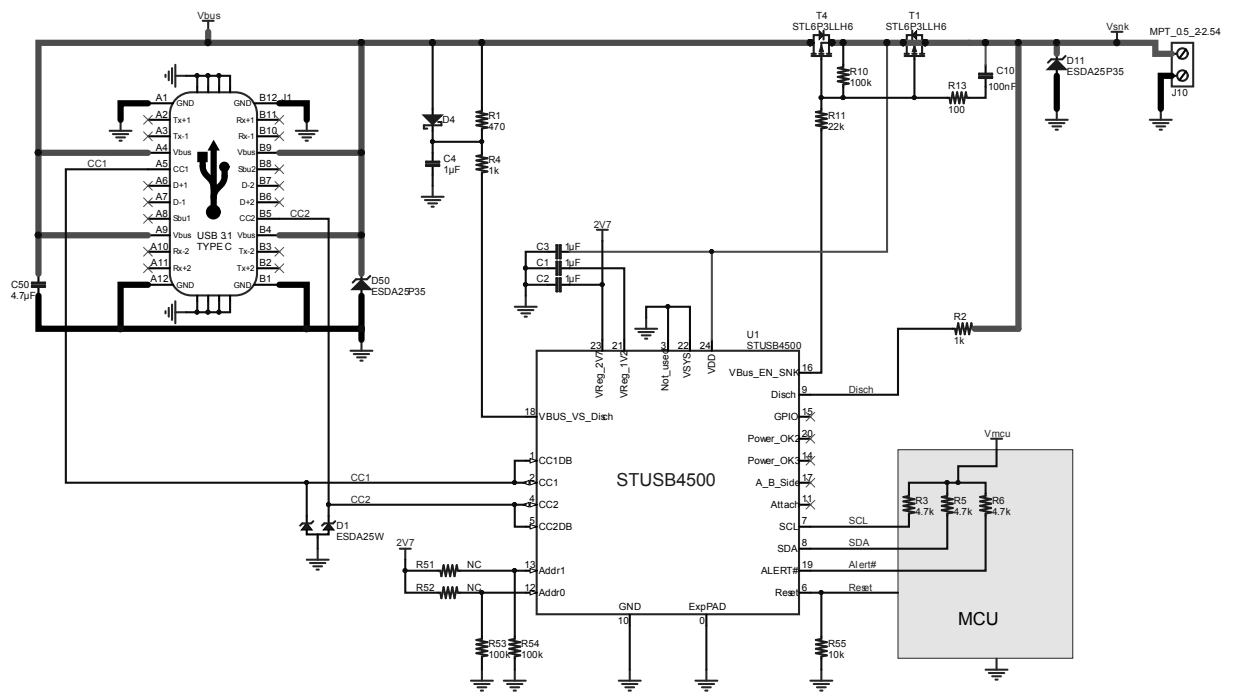 Vbus
T4
STL6P3LLH6
T1
STL6P3LLH6
Vsnk
MPT_0.5_2-2.54
J10
D11
ESDA25P35
R10
100k
C10
100nF
R13
100
R11
22k
D4
R1
470
C4
1µF
R4
1k
J1
A1 GND
A2 Tx+1
A3 Tx-1
A4 Vbus
A5 CC1
A6 D+1
A7 D-1
A8 Sbu1
A9 Vbus
A10 Rx-2
A11 Rx+2
A12 GND
B12 GND
B11 Rx+1
B10 Rx-1
B9 Vbus
B8 Sbu2
B7 D-2
B6 D+2
B5 CC2
B4 Vbus
B3 Tx-2
B2 Tx+2
B1 GND
USB 3.1
TYPE C
CC1
CC2
C50
4.7µF
D50
ESDA25P35
2V7
C3 1µF
C1 1µF
C2 1µF
R2
1k
U1
STUSB4500
23 VReg_2V7
21 VReg_1V2
3 Not_used
22 VSYS
24 VDD
16 VBus_EN_SNK
9 Disch
Disch
15 GPIO
20 Power_OK2
14 Power_OK3
17 A_B_Side
11 Attach
7 SCL
SCL
8 SDA
SDA
19 ALERT#
Alert#
6 Reset
Reset
18 VBUS_VS_Disch
1 CC1DB
2 CC1
4 CC2
5 CC2DB
13 Addr1
12 Addr0
STUSB4500
GND
10
ExpPAD
0
CC1
CC2
D1
ESDA25W
2V7
R51 NC
R52 NC
R53
100k
R54
100k
R55
10k
Vmcu
R3
4.7k
R5
4.7k
R6
4.7k
MCU